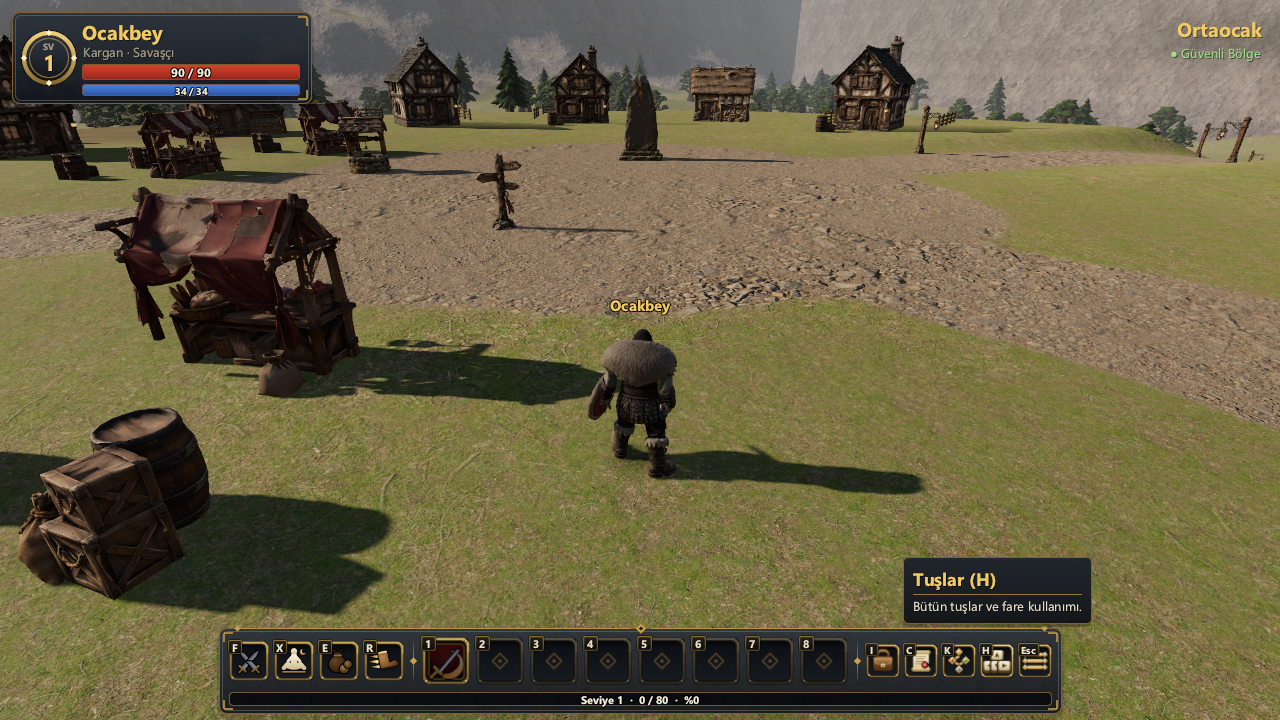 SV
1
Ocakbey
Kargan · Savaşçı
90 / 90
34 / 34
Ortaocak
Güvenli Bölge
Ocakbey
Tuşlar (H)
Bütün tuşlar ve fare kullanımı.
F X E R 1 2 3 4 5 6 7 8 I C K H Esc
Seviye 1 · 0 / 80 · %0